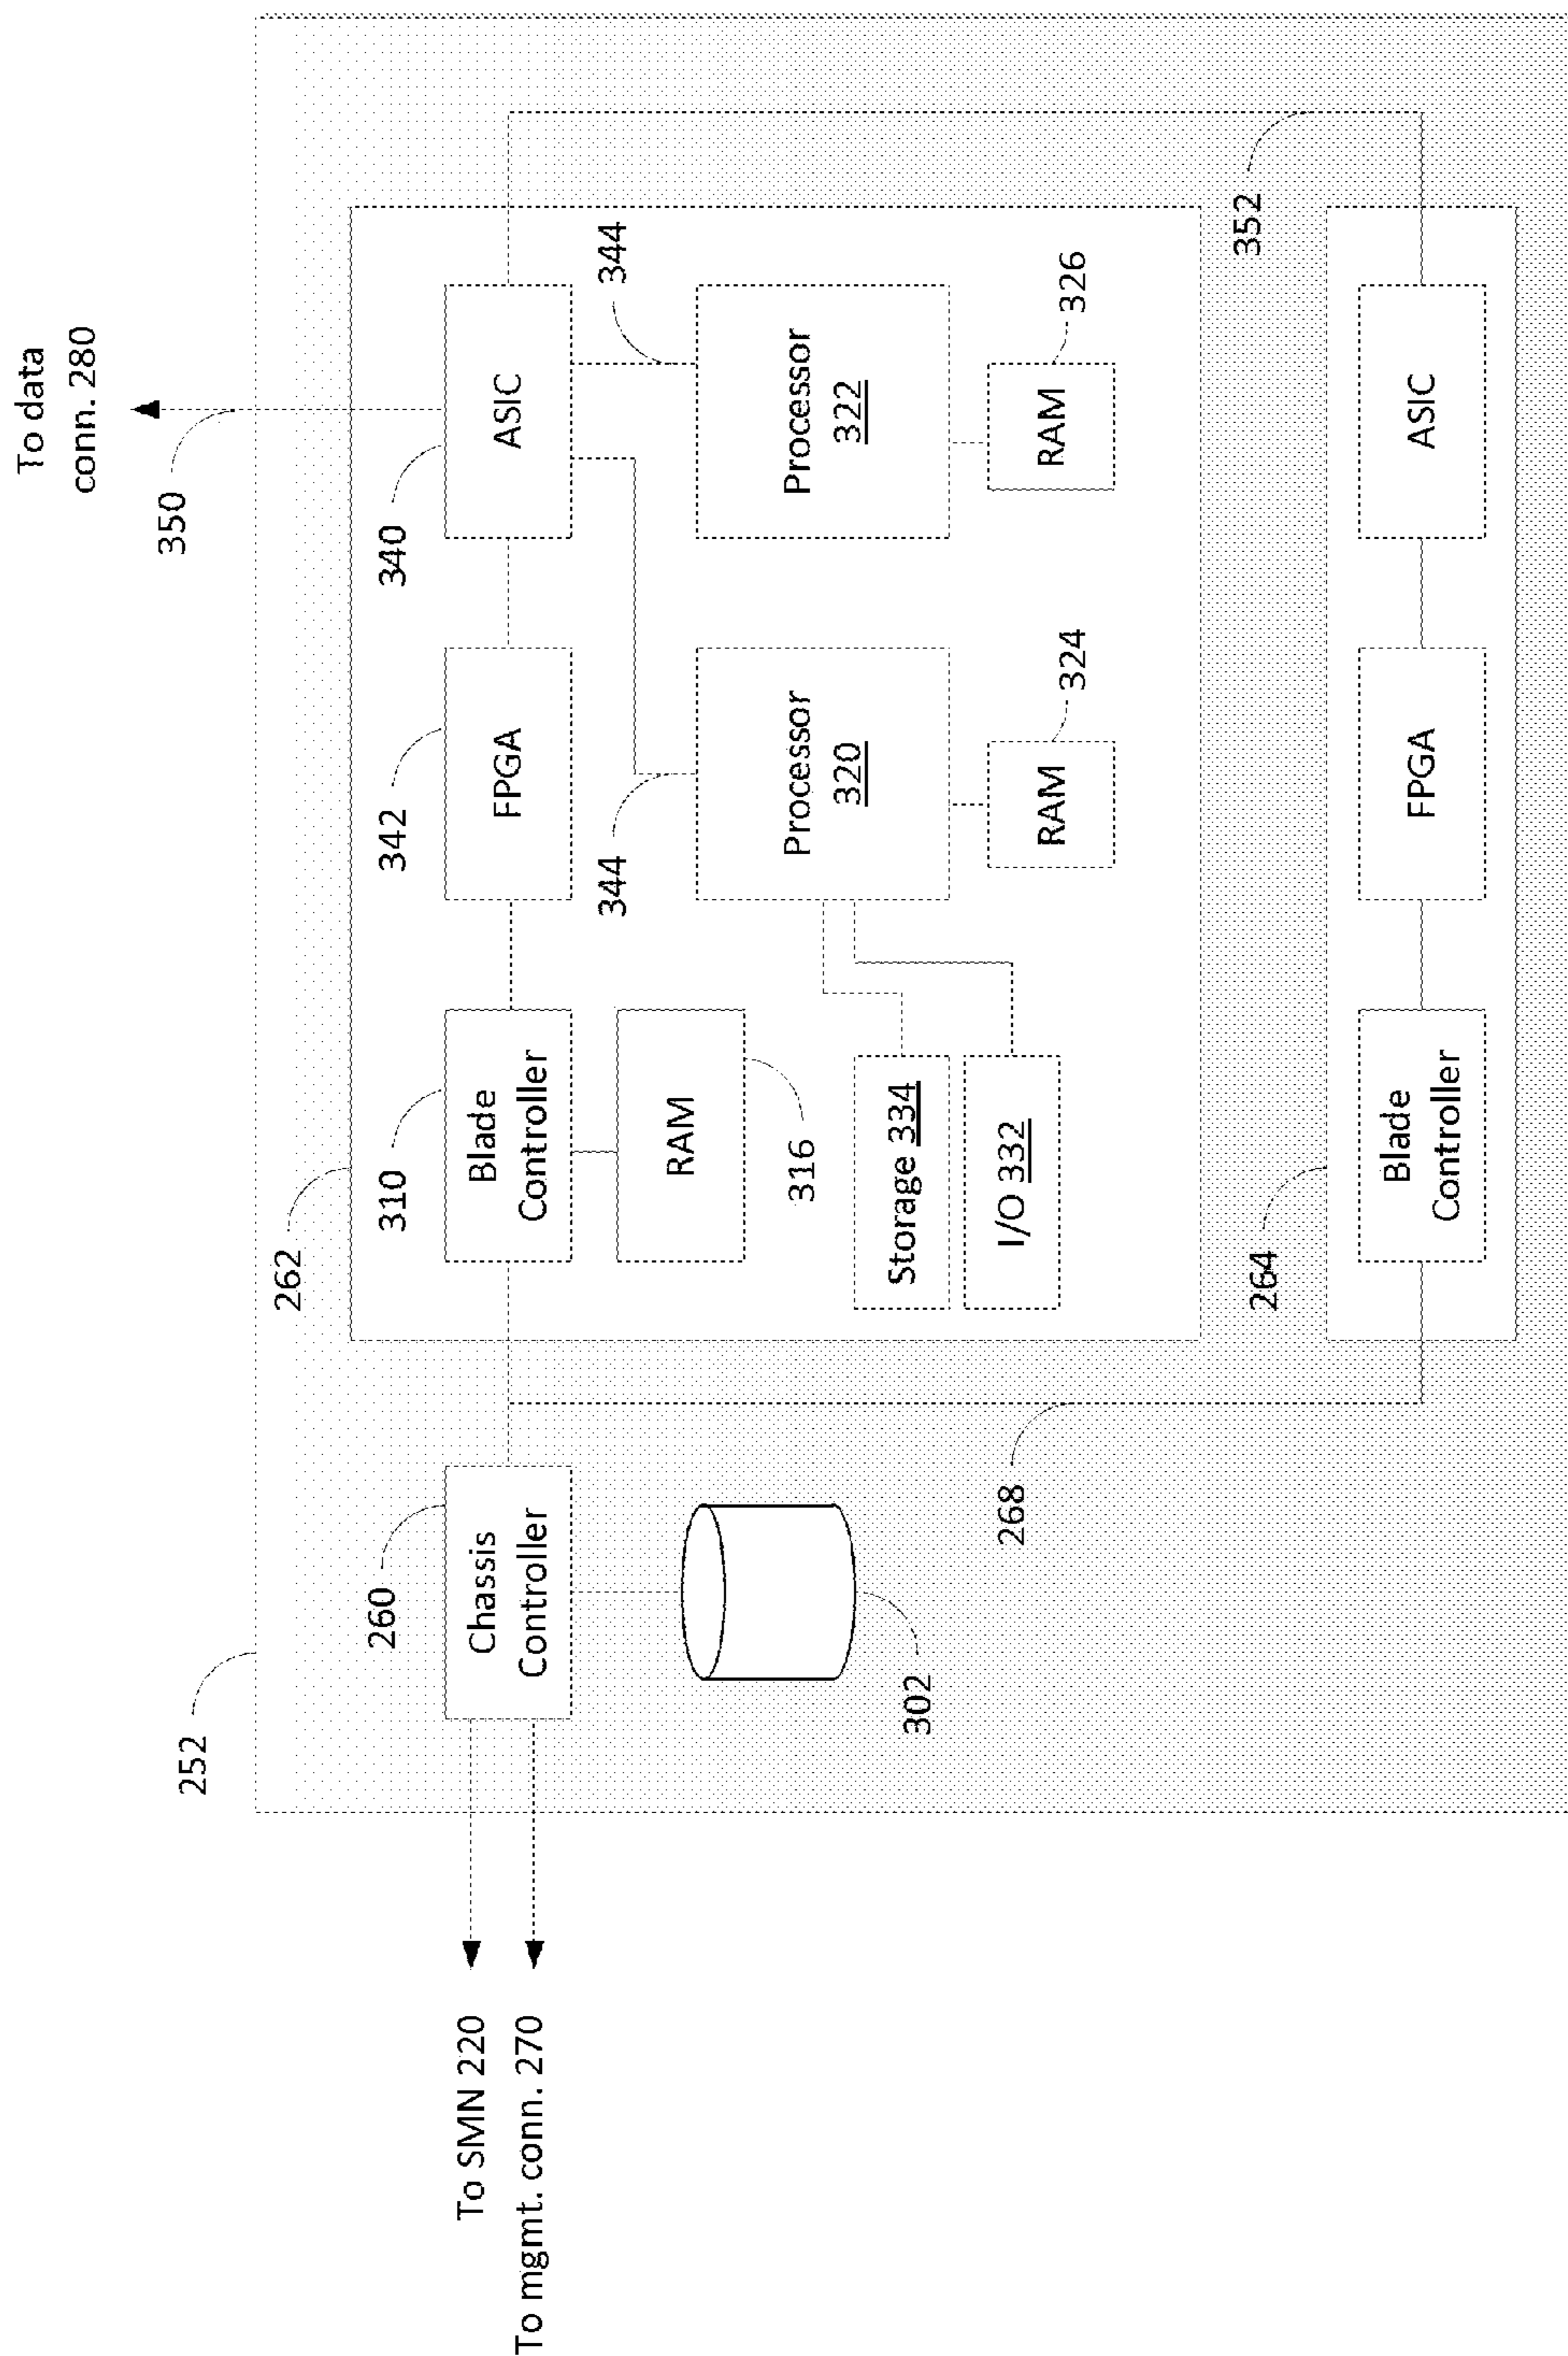 To data
conn. 280
350
252
262
340
ASIC
342
FPGA
310
Blade
Controller
260
Chassis
Controller
To SMN 220
To mgmt. conn. 270
344
344
RAM
316
Processor
322
Processor
320
Storage 334
I/O 332
RAM
326
RAM
324
302
268
352
264
Blade
Controller
FPGA
ASIC